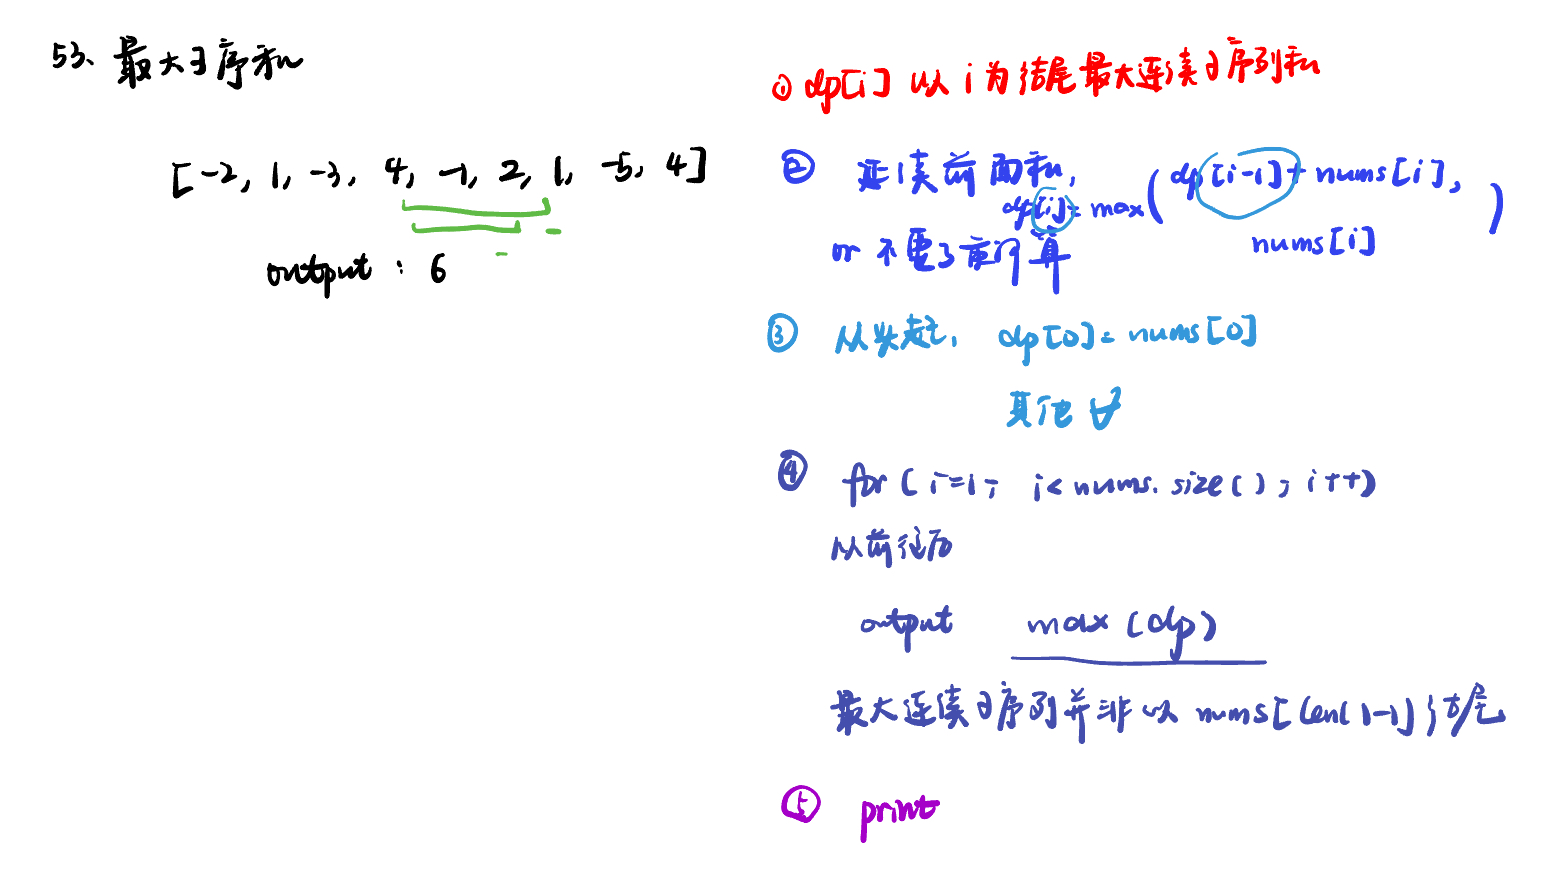 53、最大子序和
[-2, 1, -3, 4, -1, 2, 1, -5, 4]
output : 6
① dp[i] 以 i 为结尾最大连续子序列和
② 延续前面和,
dp[i] = max(dp[i-1]+nums[i],
nums[i])
or 不要了重新算
③ 从头起, dp[0] = nums[0]
其他 ∀
④ for (i=1; i<nums.size(); i++)
从前往后
output max(dp)
最大连续子序列并非以 nums[len()-1]结尾
⑤ print